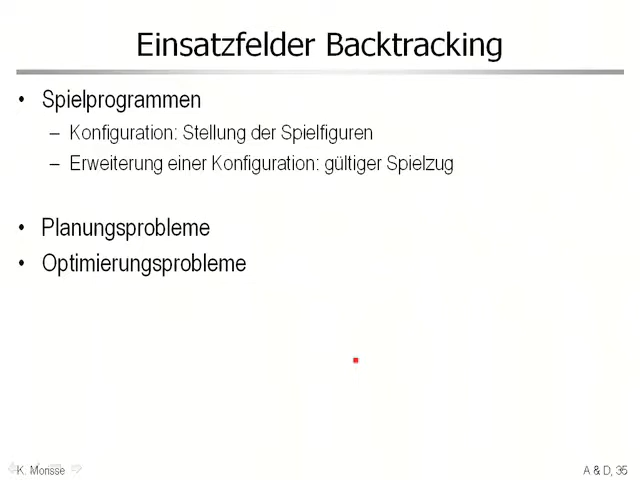 Einsatzfelder Backtracking
• Spielprogrammen
– Konfiguration: Stellung der Spielfiguren
– Erweiterung einer Konfiguration: gültiger Spielzug
• Planungsprobleme
• Optimierungsprobleme
K. Morisse
A & D, 35